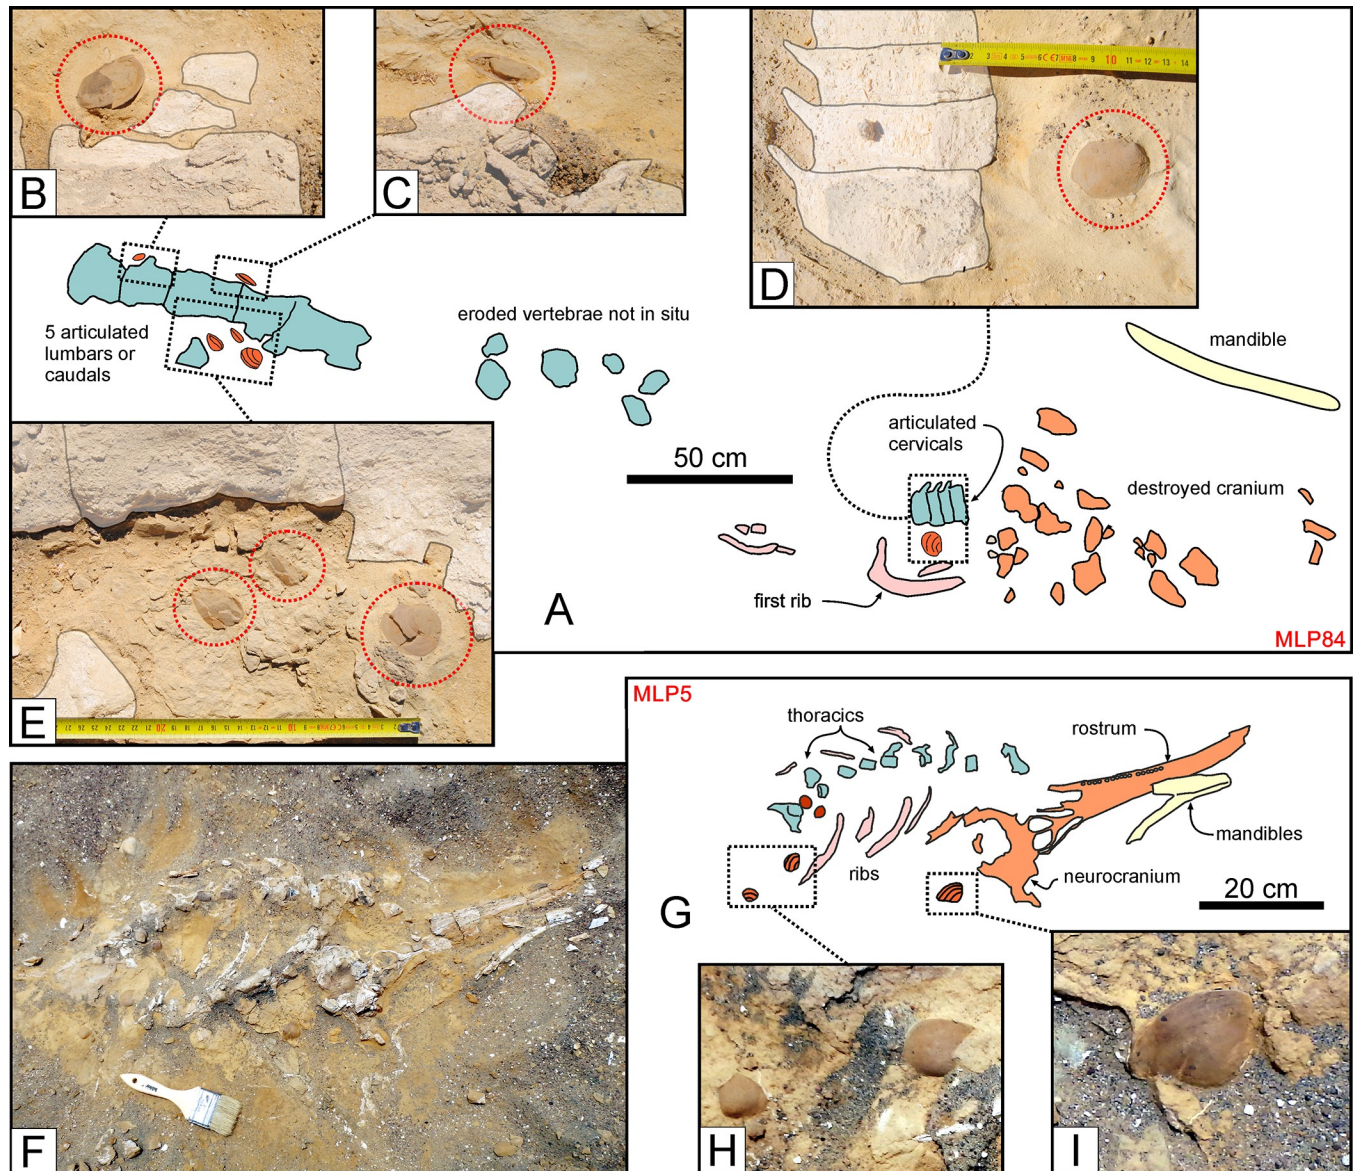 B
C
D
5 articulated
lumbars or
caudals
eroded vertebrae not in situ
mandible
50 cm
articulated
cervicals
destroyed cranium
first rib
A
MLP84
E
MLP5
thoracics
rostrum
mandibles
ribs
neurocranium
20 cm
G
F
H
I